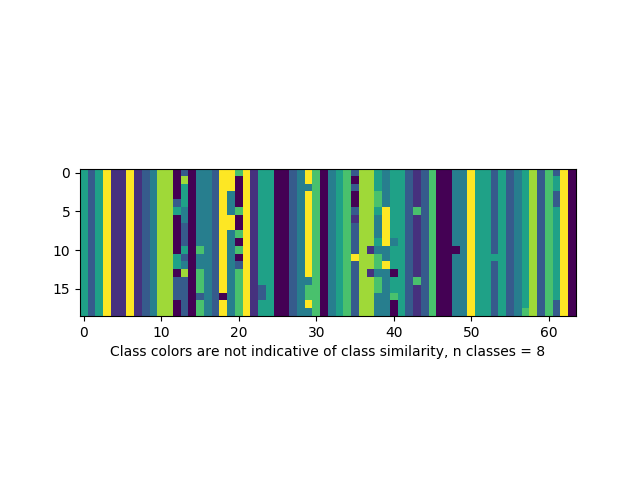 0
5
10
15
0 10 20 30 40 50 60
Class colors are not indicative of class similarity, n classes = 8